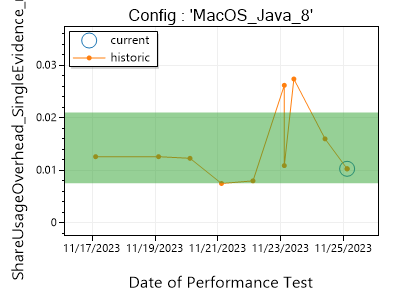 Config : 'MacOS_Java_8'
current
historic
ShareUsageOverhead_SingleEvidence_
0.03
0.02
0.01
0
11/17/2023
11/19/2023
11/21/2023
11/23/2023
11/25/2023
Date of Performance Test